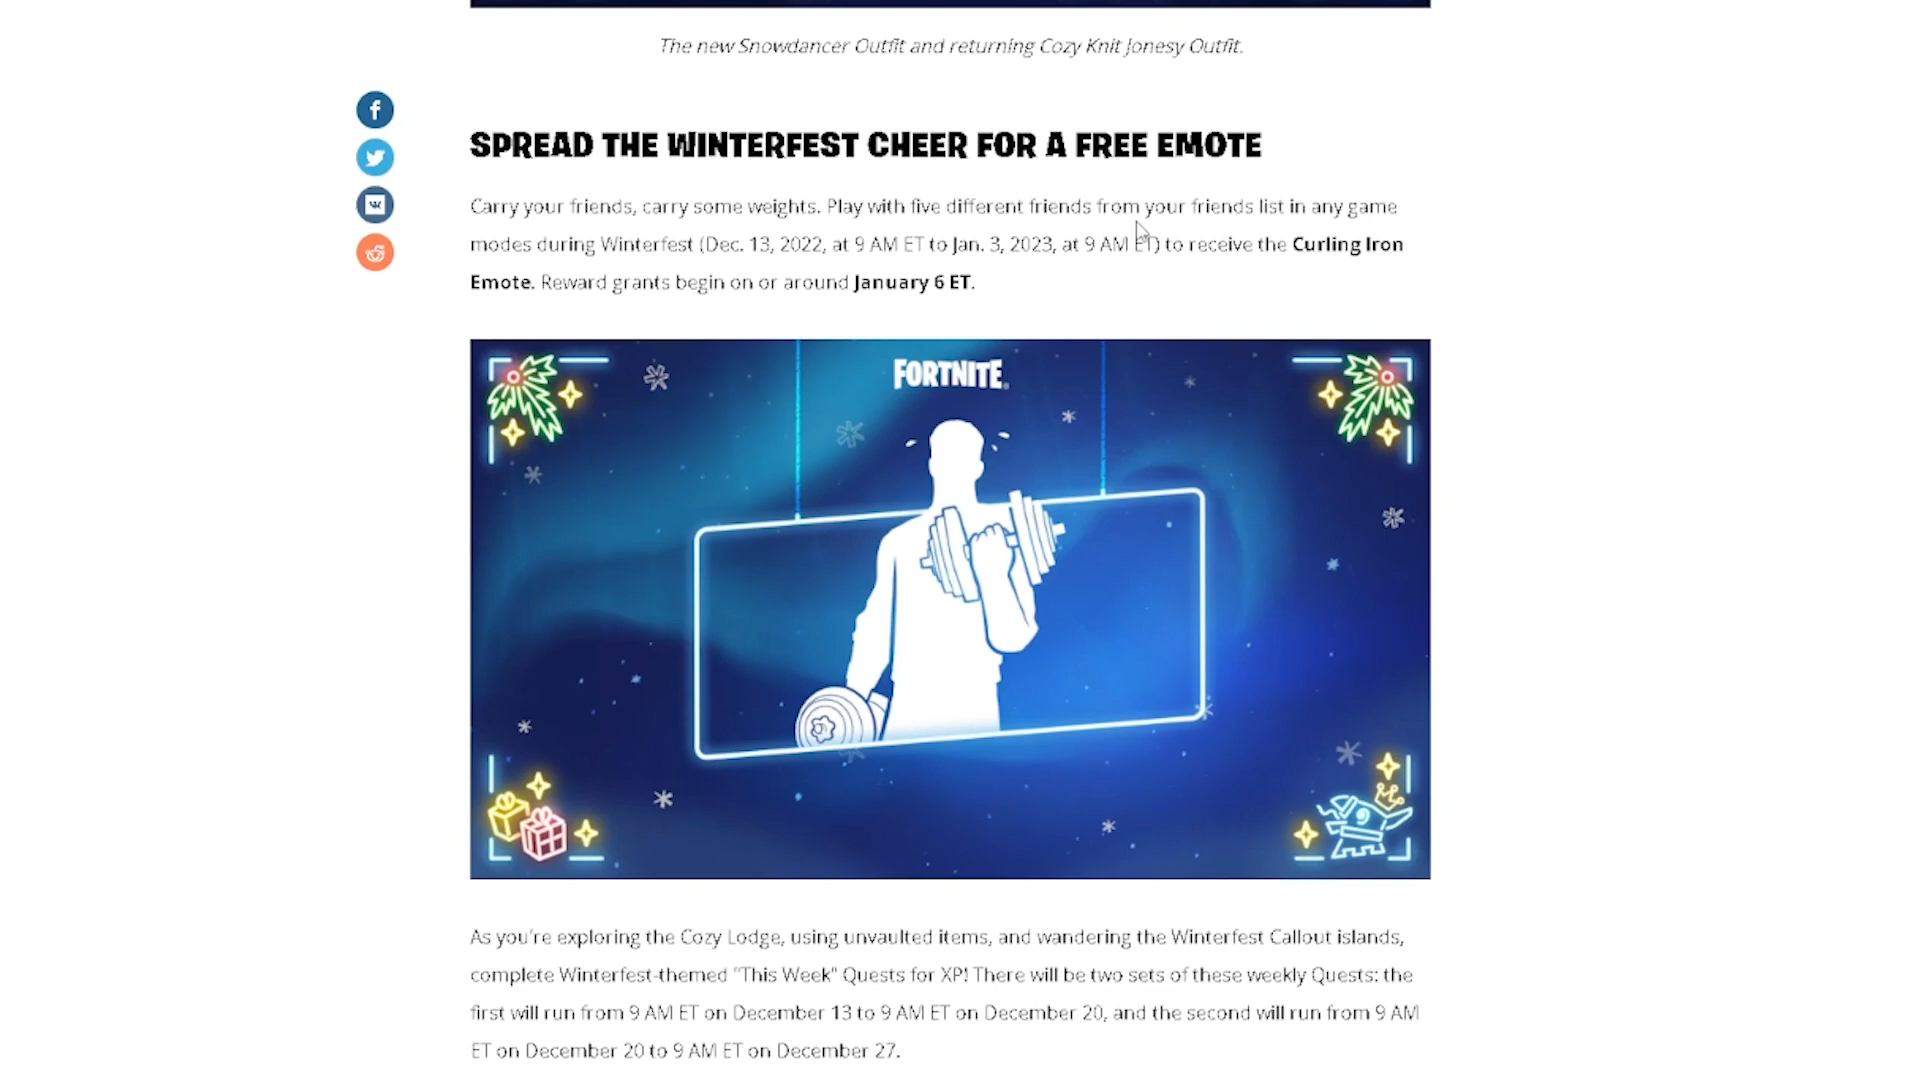 The new Snowdancer Outfit and returning Cozy Knit Jonesy Outfit.
SPREAD THE WINTERFEST CHEER FOR A FREE EMOTE
Carry your friends, carry some weights. Play with five different friends from your friends list in any game
modes during Winterfest (Dec. 13, 2022, at 9 AM ET to Jan. 3, 2023, at 9 AM ET) to receive the Curling Iron
Emote. Reward grants begin on or around January 6 ET.
FORTNITE
As you're exploring the Cozy Lodge, using unvaulted items, and wandering the Winterfest Callout islands,
complete Winterfest-themed "This Week" Quests for XP! There will be two sets of these weekly Quests: the
first will run from 9 AM ET on December 13 to 9 AM ET on December 20, and the second will run from 9 AM
ET on December 20 to 9 AM ET on December 27.